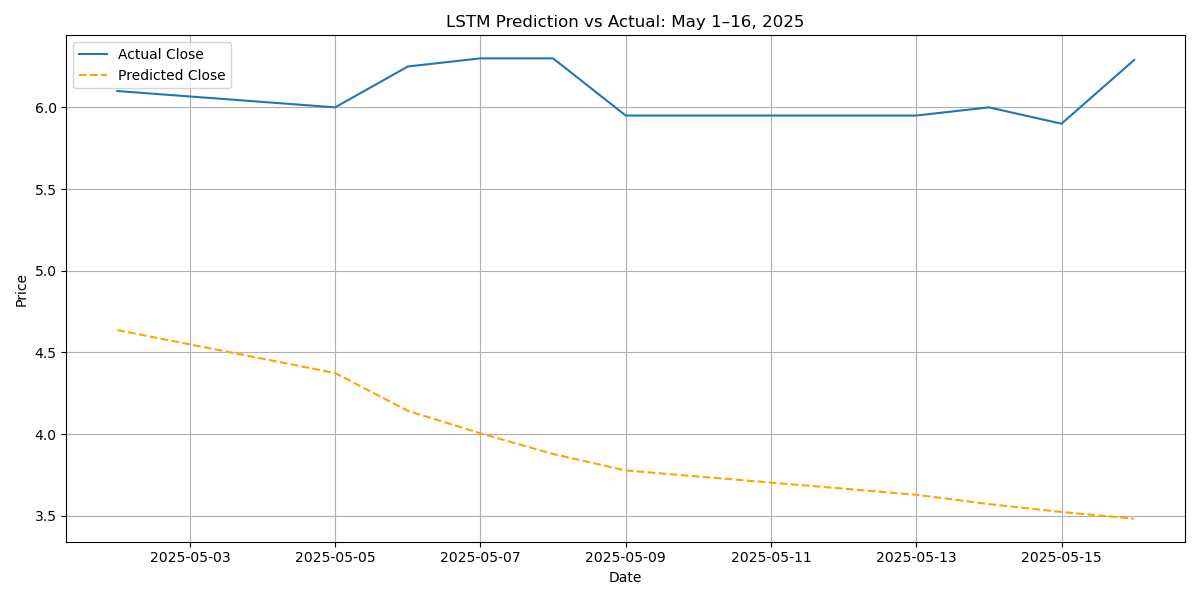 LSTM Prediction vs Actual: May 1–16, 2025
Actual Close
Predicted Close
Price
6.0
5.5
5.0
4.5
4.0
3.5
2025-05-03
2025-05-05
2025-05-07
2025-05-09
2025-05-11
2025-05-13
2025-05-15
Date